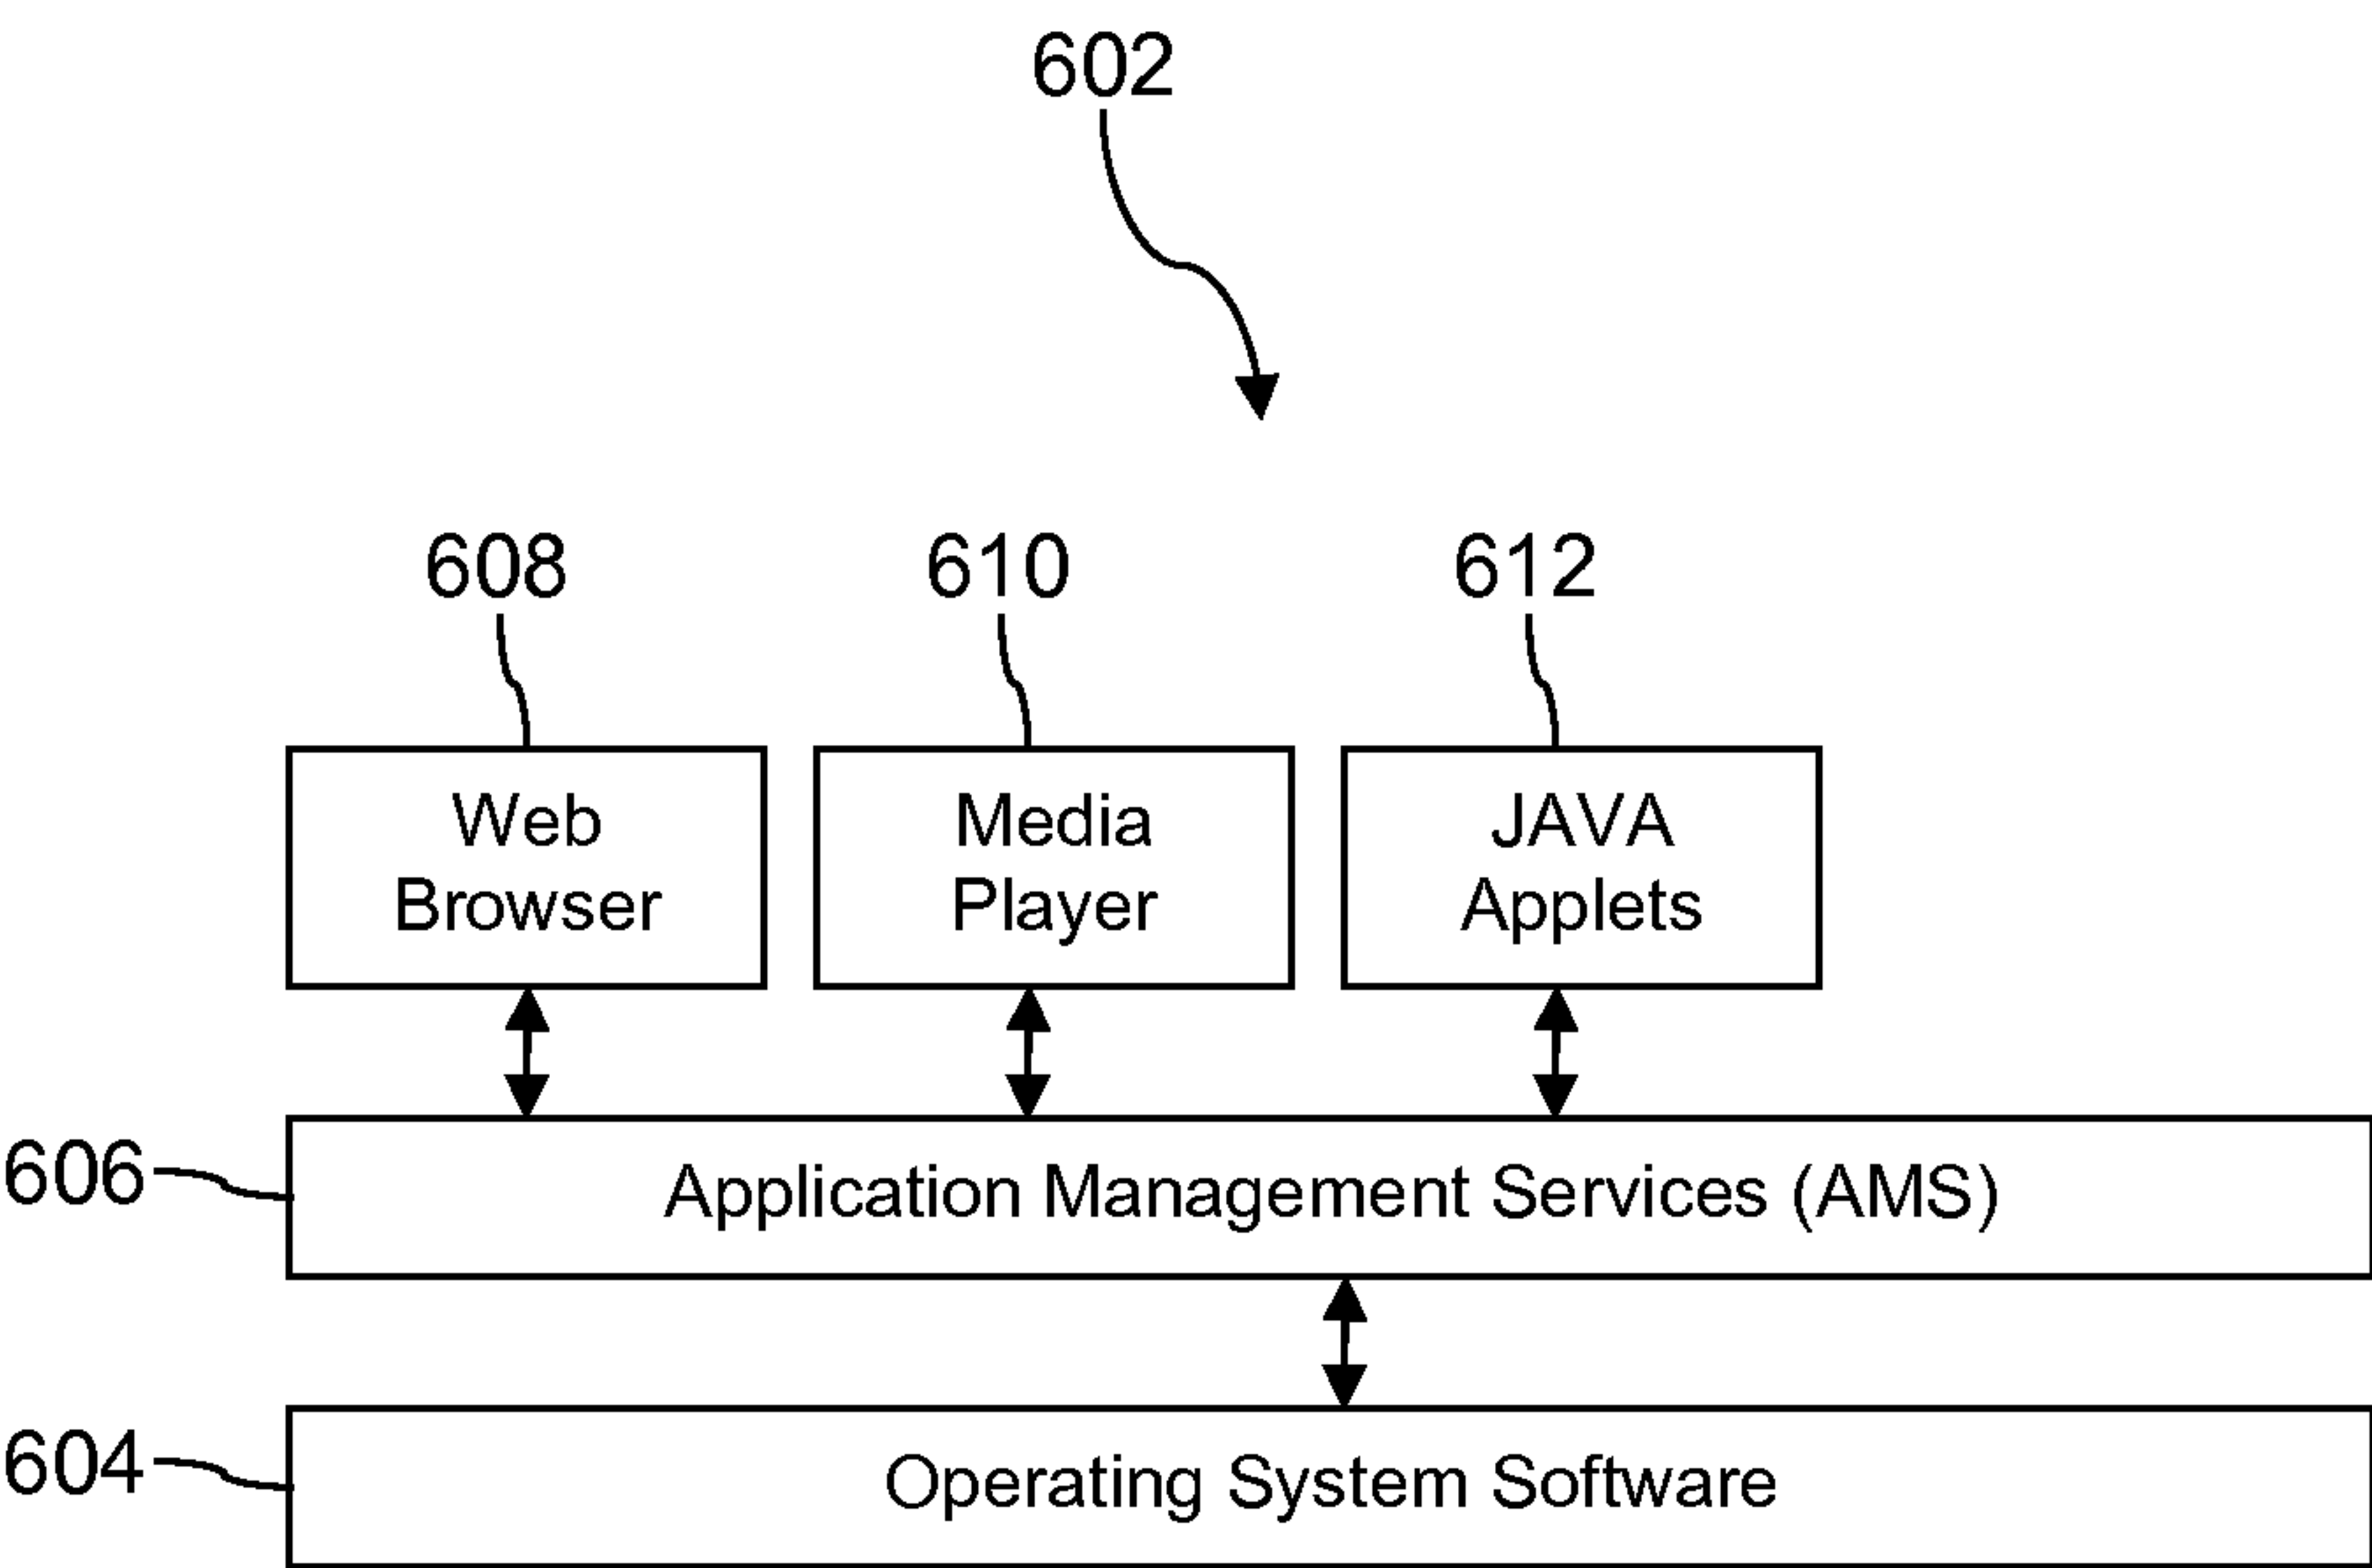 602
608
610
612
Web
Browser
Media
Player
JAVA
Applets
606
Application Management Services (AMS)
604
Operating System Software